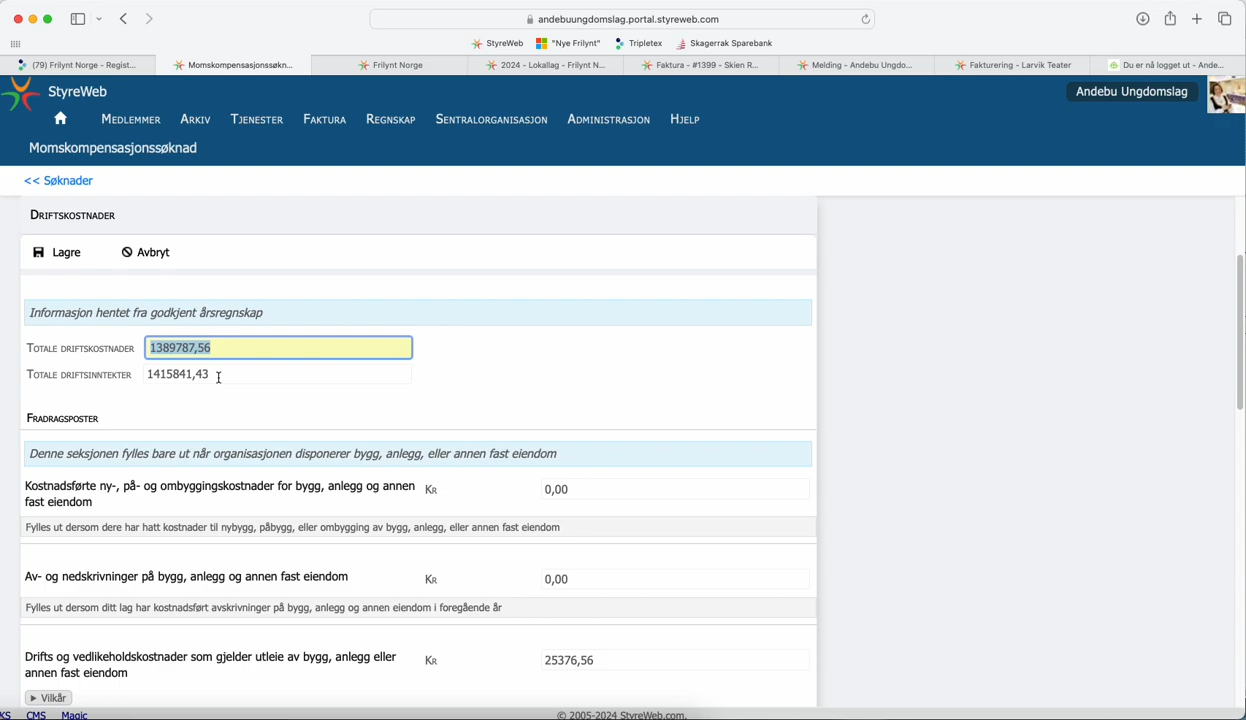 andebuungdomslag.portal.styreweb.com
StyreWeb "Nye Frilynt" Tripletex Skagerrak Sparebank
(79) Frilynt Norge - Regist... Momskompensasjonssøkn... Frilynt Norge 2024 - Lokallag - Frilynt N... Faktura - #1399 - Skien R... Melding - Andebu Ungdo... Fakturering - Larvik Teater Du er nå logget ut - Ande...
StyreWeb Andebu Ungdomslag
Medlemmer Arkiv Tjenester Faktura Regnskap Sentralorganisasjon Administrasjon Hjelp
Momskompensasjonssøknad
<< Søknader
Driftskostnader
Lagre Avbryt
Informasjon hentet fra godkjent årsregnskap
Totale driftskostnader 1389787,56
Totale driftsinntekter 1415841,43
Fradragsposter
Denne seksjonen fylles bare ut når organisasjonen disponerer bygg, anlegg, eller annen fast eiendom
Kostnadsførte ny-, på- og ombyggingskostnader for bygg, anlegg og annen Kr 0,00
fast eiendom
Fylles ut dersom dere har hatt kostnader til nybygg, påbygg, eller ombygging av bygg, anlegg, eller annen fast eiendom
Av- og nedskrivninger på bygg, anlegg og annen fast eiendom Kr 0,00
Fylles ut dersom ditt lag har kostnadsført avskrivninger på bygg, anlegg og annen eiendom i foregående år
Drifts og vedlikeholdskostnader som gjelder utleie av bygg, anlegg eller Kr 25376,56
annen fast eiendom
Vilkår
KS CMS Magic © 2005-2024 StyreWeb.com.